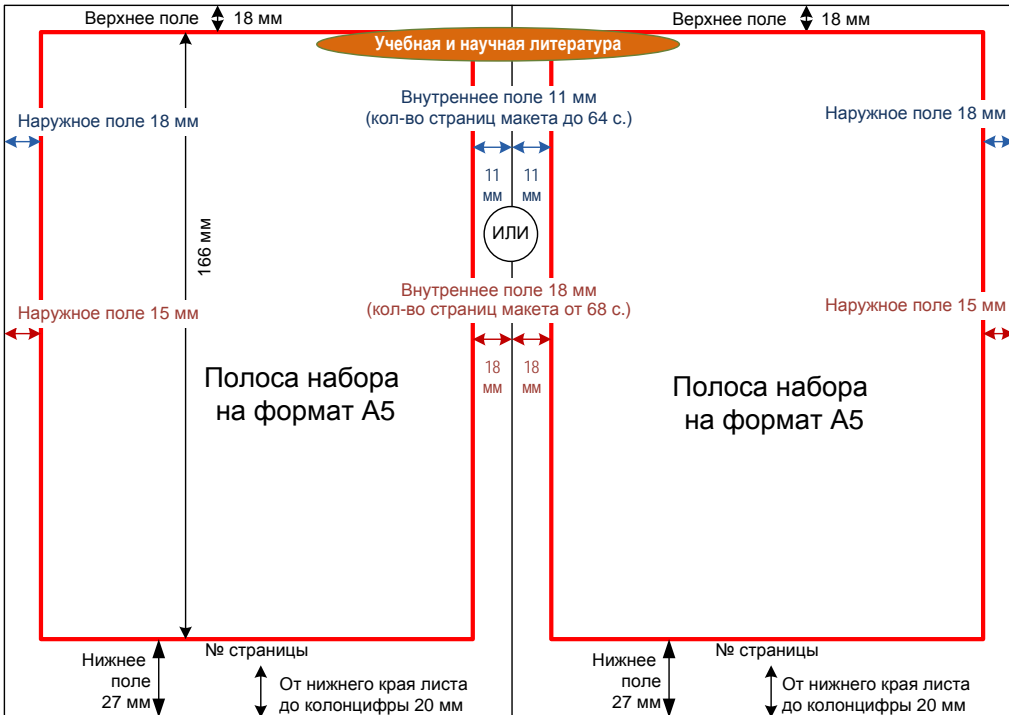 Верхнее поле 18 мм
Верхнее поле 18 мм
Учебная и научная литература
Внутреннее поле 11 мм
(кол-во страниц макета до 64 с.)
Наружное поле 18 мм
Наружное поле 18 мм
11
мм
11
мм
ИЛИ
166 мм
Внутреннее поле 18 мм
(кол-во страниц макета от 68 с.)
Наружное поле 15 мм
Наружное поле 15 мм
18
мм
18
мм
Полоса набора
на формат А5
Полоса набора
на формат А5
№ страницы
Нижнее
поле
27 мм
От нижнего края листа
до колонцифры 20 мм
№ страницы
Нижнее
поле
27 мм
От нижнего края листа
до колонцифры 20 мм